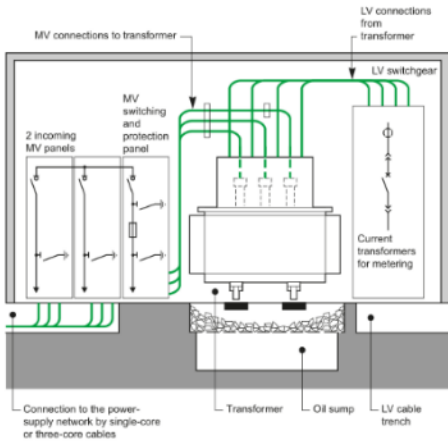 LV connections
from
transformer
MV connections to transformer
LV switchgear
MV
switching
and
protection
panel
2 incoming
MV panels
Current
transformers
for metering
Connection to the power-
supply network by single-core
or three-core cables
Transformer
Oil sump
LV cable
trench